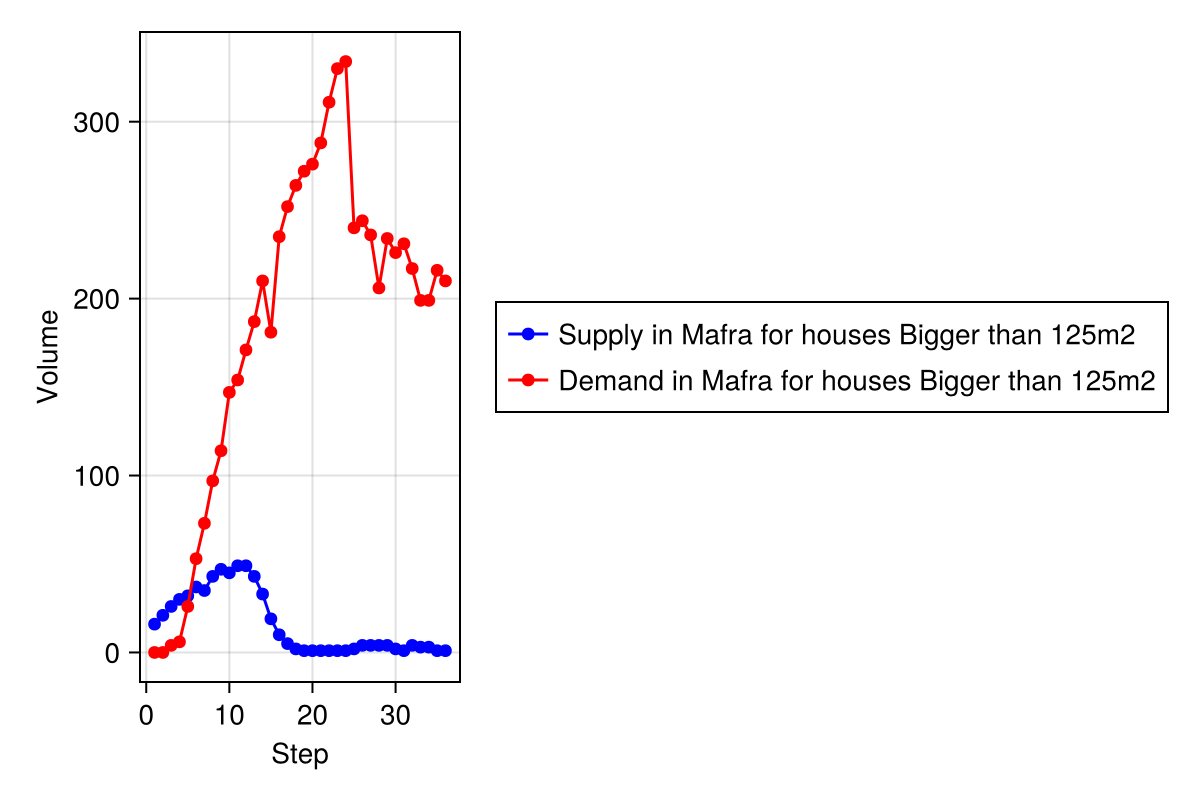 300
200
100
0
Volume
0 10 20 30
Step
Supply in Mafra for houses Bigger than 125m2
Demand in Mafra for houses Bigger than 125m2